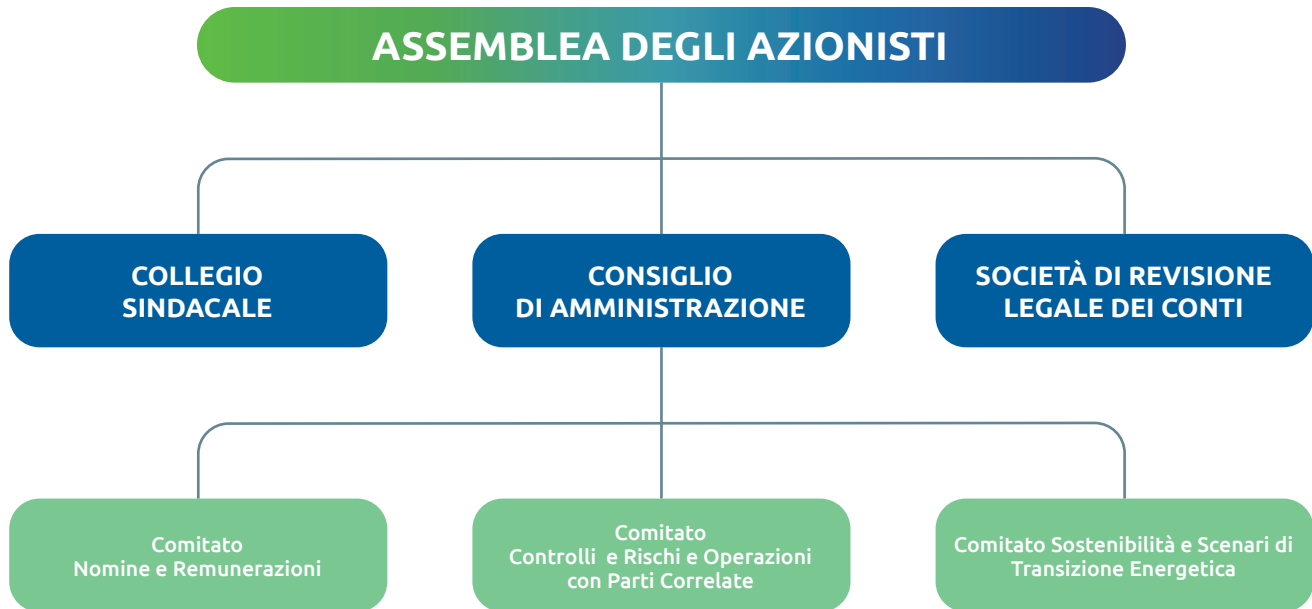 ASSEMBLEA DEGLI AZIONISTI
COLLEGIO
SINDACALE
CONSIGLIO
DI AMMINISTRAZIONE
SOCIETÀ DI REVISIONE
LEGALE DEI CONTI
Comitato
Nomine e Remunerazioni
Comitato
Controlli e Rischi e Operazioni
con Parti Correlate
Comitato Sostenibilità e Scenari di
Transizione Energetica